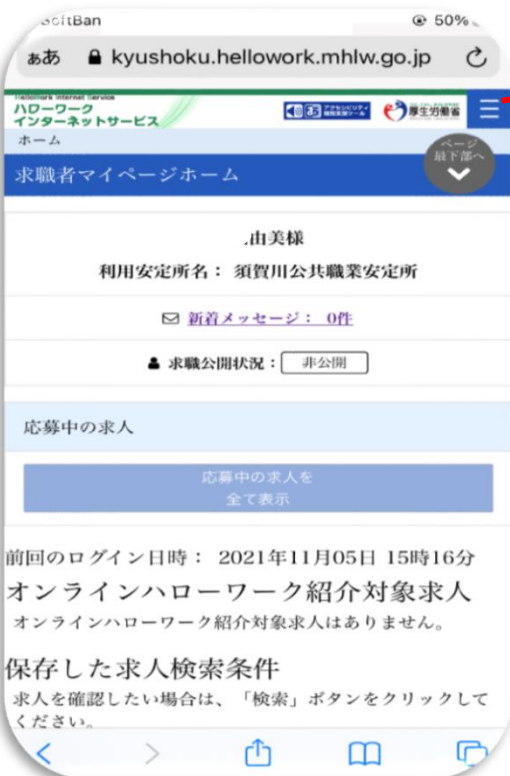 SoftBan
50%
ああ kyushoku.hellowork.mhlw.go.jp
HelloWork Internet Service
ハローワーク
インターネットサービス
厚生労働省
ホーム
ページ
最下部へ
求職者マイページホーム
由美様
利用安定所名： 須賀川公共職業安定所
新着メッセージ： 0件
求職公開状況： 非公開
応募中の求人
応募中の求人を
全て表示
前回のログイン日時： 2021年11月05日 15時16分
オンラインハローワーク紹介対象求人
オンラインハローワーク紹介対象求人はありません。
保存した求人検索条件
求人を確認したい場合は、「検索」ボタンをクリックして
ください。